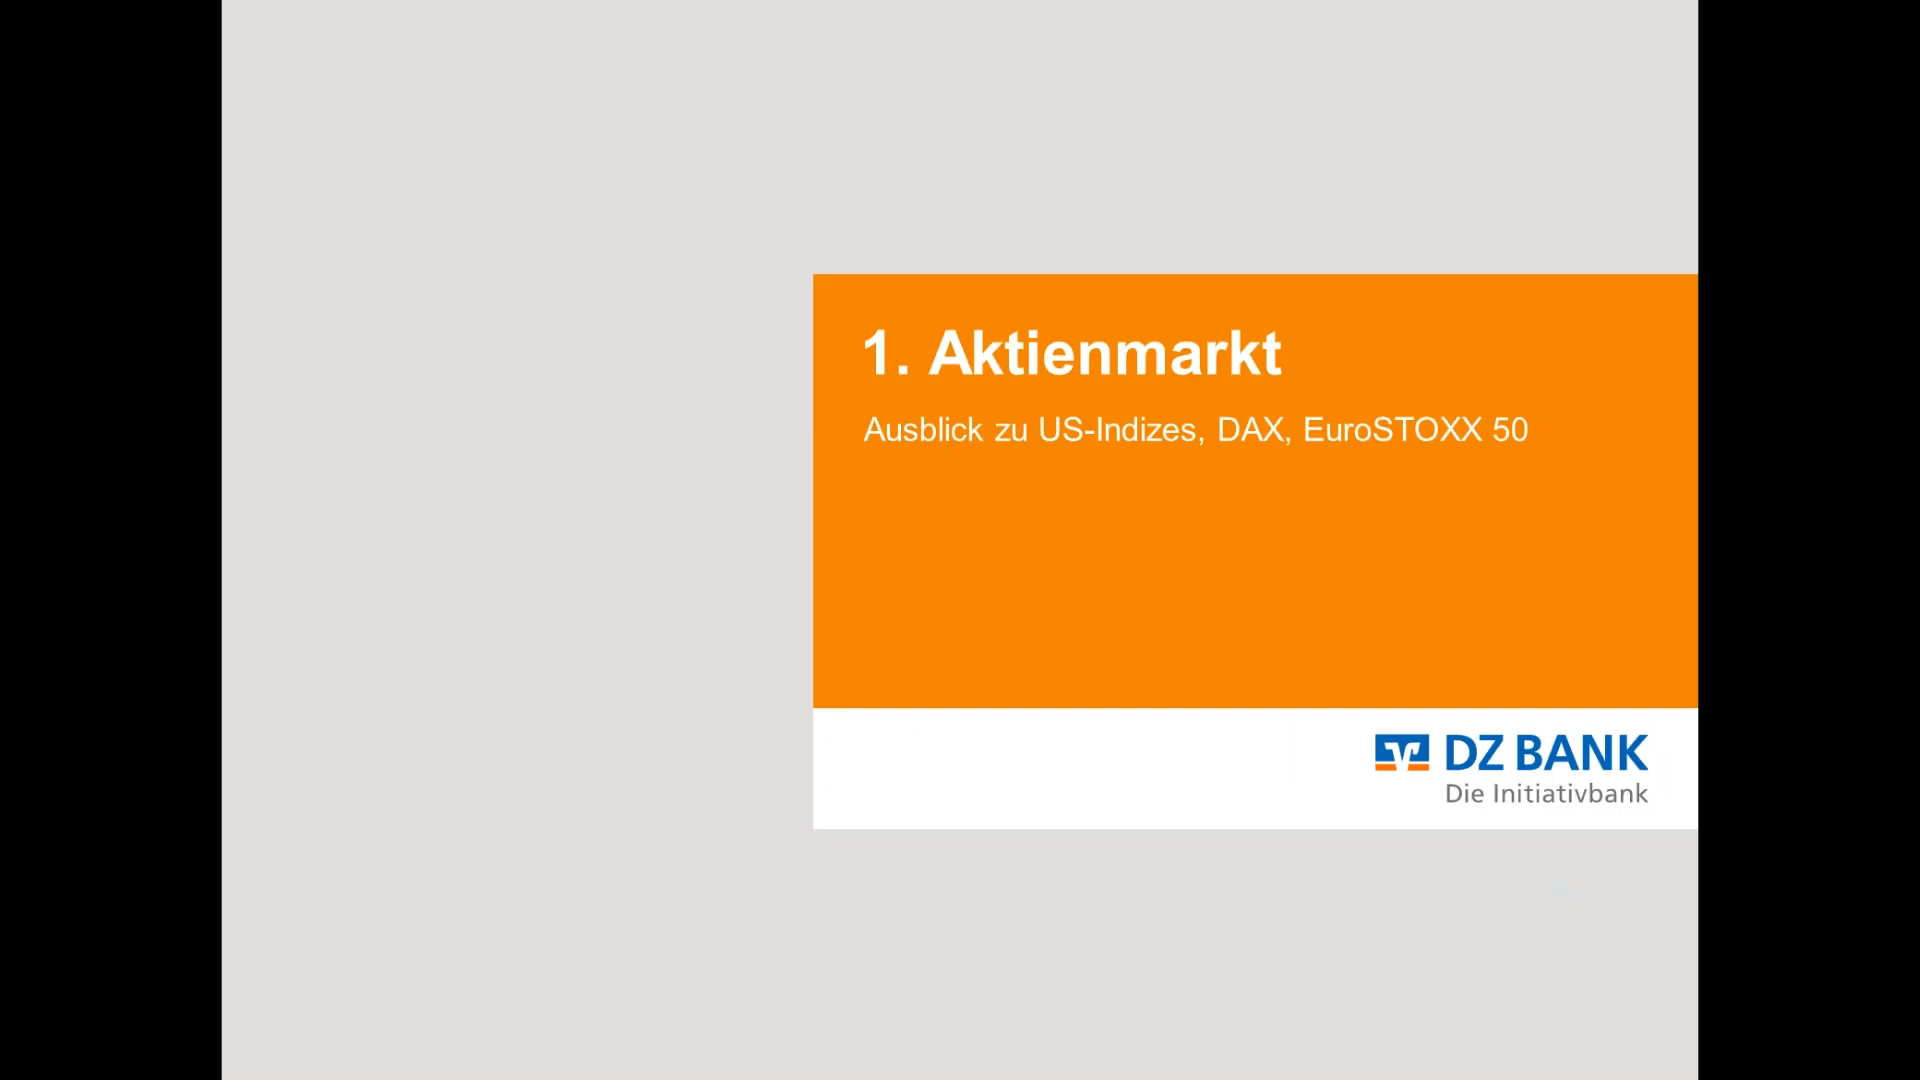 1. Aktienmarkt
Ausblick zu US-Indizes, DAX, EuroSTOXX 50
DZ BANK
Die Initiativbank